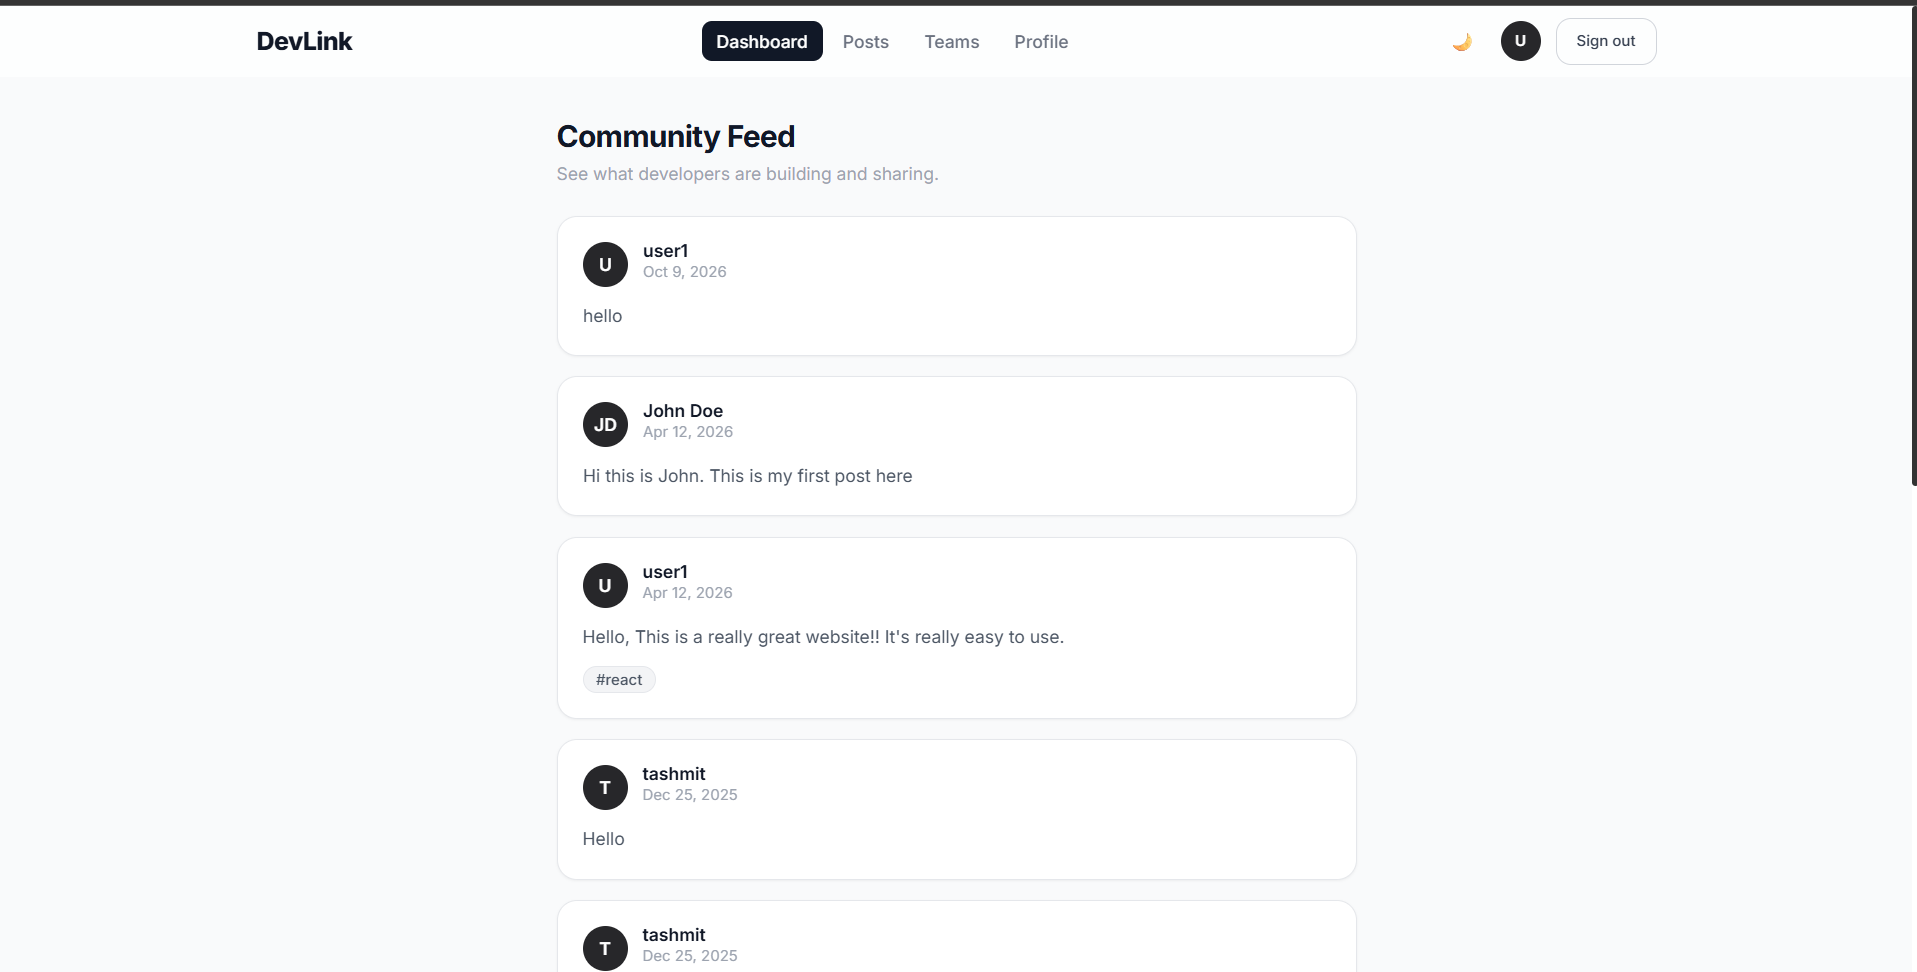 DevLink
Dashboard
Posts
Teams
Profile
U
Sign out
Community Feed
See what developers are building and sharing.
U
user1
Oct 9, 2026
hello
JD
John Doe
Apr 12, 2026
Hi this is John. This is my first post here
U
user1
Apr 12, 2026
Hello, This is a really great website!! It's really easy to use.
#react
T
tashmit
Dec 25, 2025
Hello
T
tashmit
Dec 25, 2025